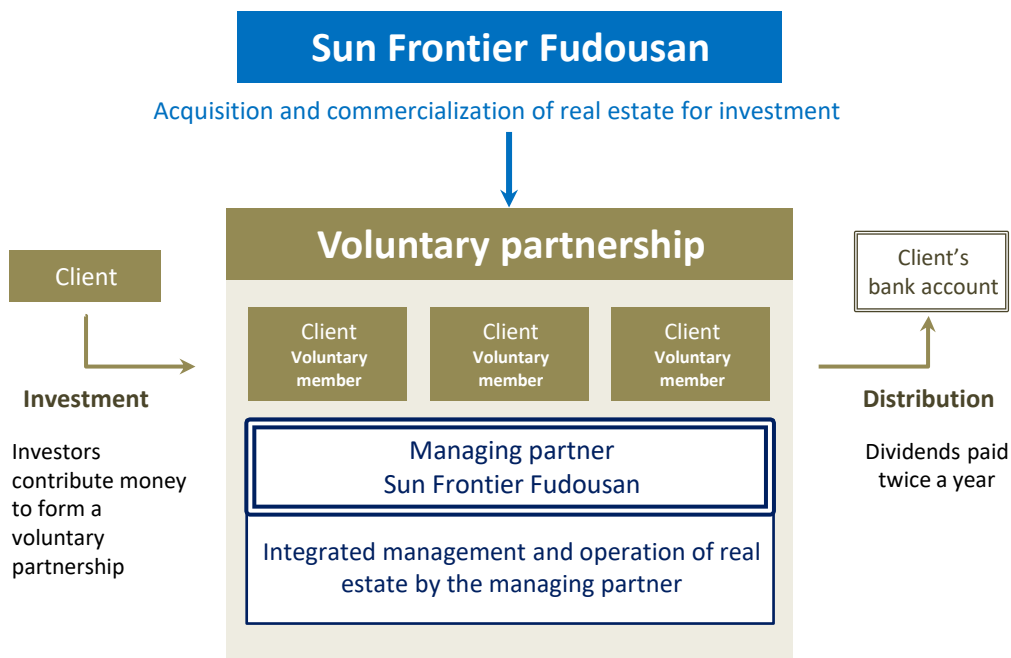 Sun Frontier Fudousan
Acquisition and commercialization of real estate for investment
Voluntary partnership
Client
Client’s
bank account
Client
Voluntary
member
Client
Voluntary
member
Client
Voluntary
member
Investment
Investors
contribute money
to form a
voluntary
partnership
Managing partner
Sun Frontier Fudousan
Integrated management and operation of real
estate by the managing partner
Distribution
Dividends paid
twice a year